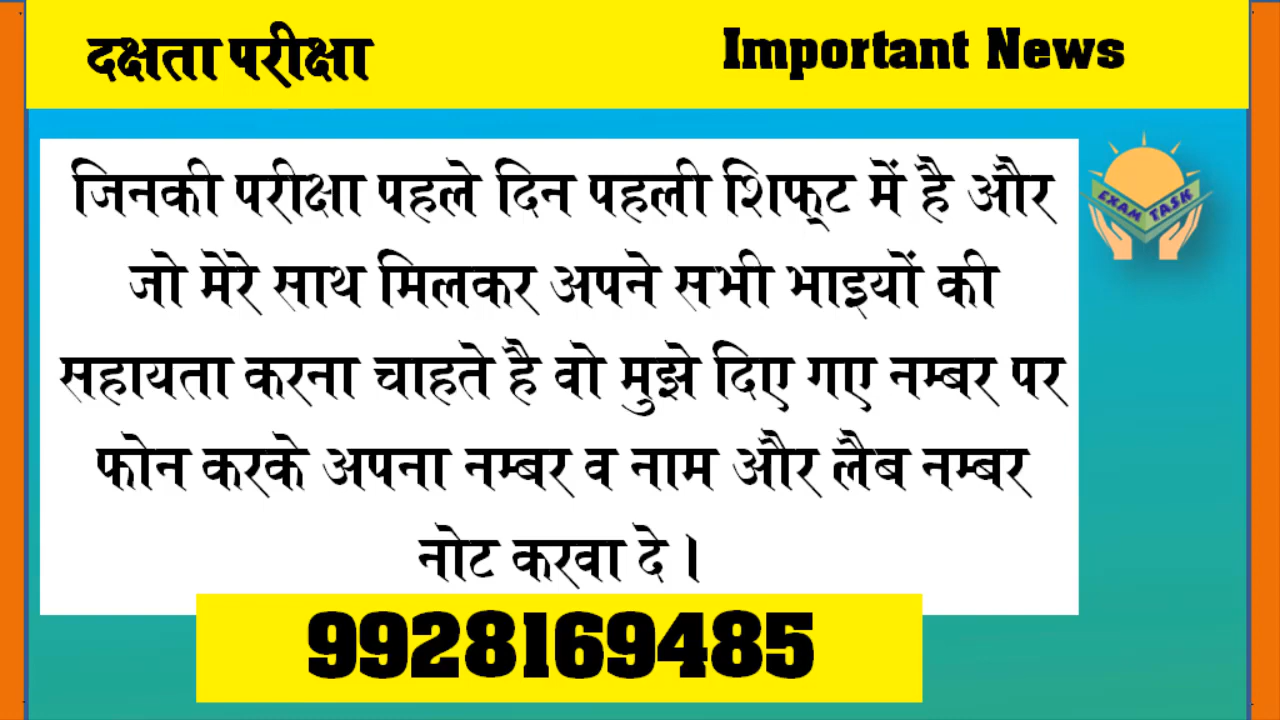 दक्षता परीक्षा
Important News
जिनकी परीक्षा पहले दिन पहली शिफ्ट में है और
जो मेरे साथ मिलकर अपने सभी भाइयों की
सहायता करना चाहते है वो मुझे दिए गए नम्बर पर
फोन करके अपना नम्बर व नाम और लैब नम्बर
नोट करवा दे ।
9928169485
EXAM TASK